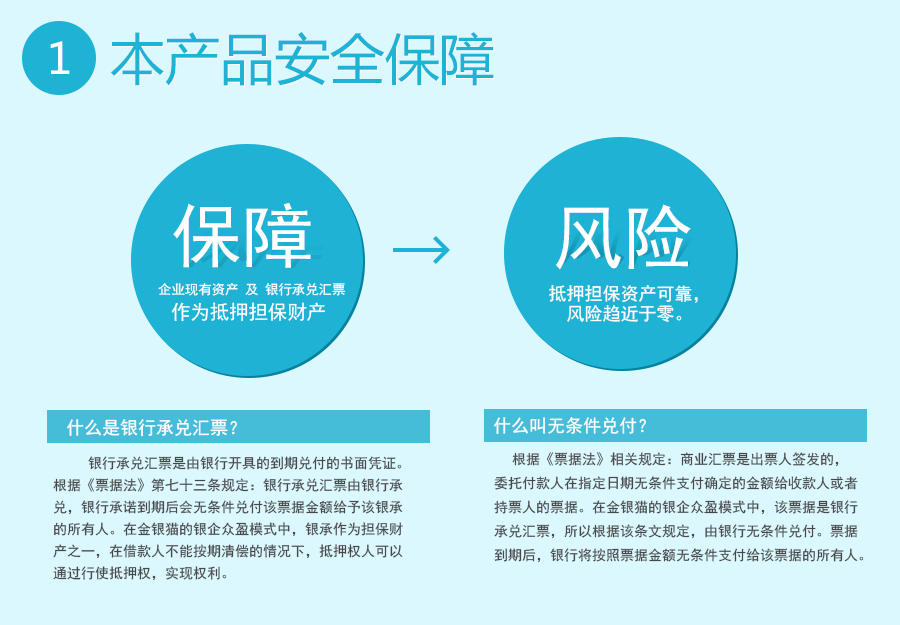 1 本产品安全保障
保障
企业现有资产 及 银行承兑汇票
作为抵押担保财产
风险
抵押担保资产可靠，
风险趋近于零。
什么是银行承兑汇票？
银行承兑汇票是由银行开具的到期兑付的书面凭证。
根据《票据法》第七十三条规定：银行承兑汇票由银行承
兑，银行承诺到期后会无条件兑付该票据金额给予该银承
的所有人。在金银猫的银企众盈模式中，银承作为担保财
产之一，在借款人不能按期清偿的情况下，抵押权人可以
通过行使抵押权，实现权利。
什么叫无条件兑付？
根据《票据法》相关规定：商业汇票是出票人签发的，
委托付款人在指定日期无条件支付确定的金额给收款人或者
持票人的票据。在金银猫的银企众盈模式中，该票据是银行
承兑汇票，所以根据该条文规定，由银行无条件兑付。票据
到期后，银行将按照票据金额无条件支付给该票据的所有人。